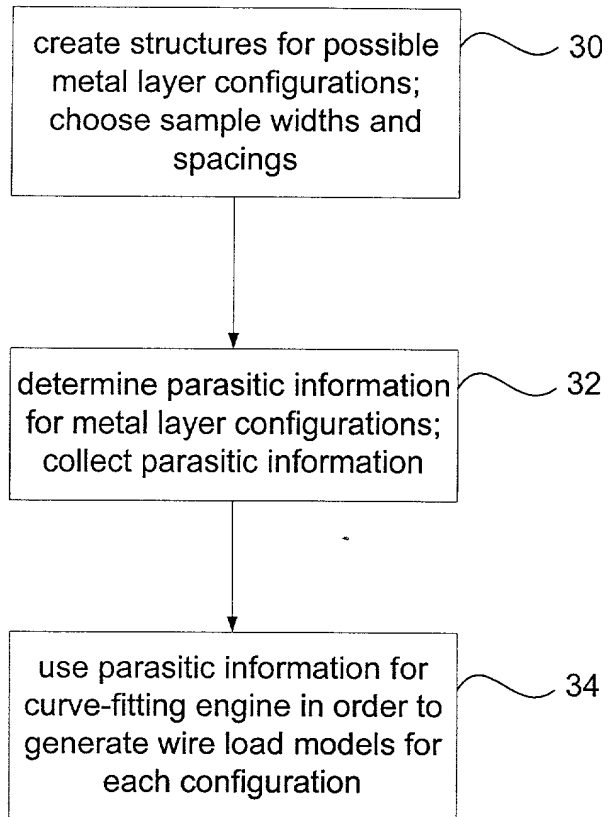 create structures for possible
metal layer configurations;
choose sample widths and
spacings
30
determine parasitic information
for metal layer configurations;
collect parasitic information
32
use parasitic information for
curve-fitting engine in order to
generate wire load models for
each configuration
34